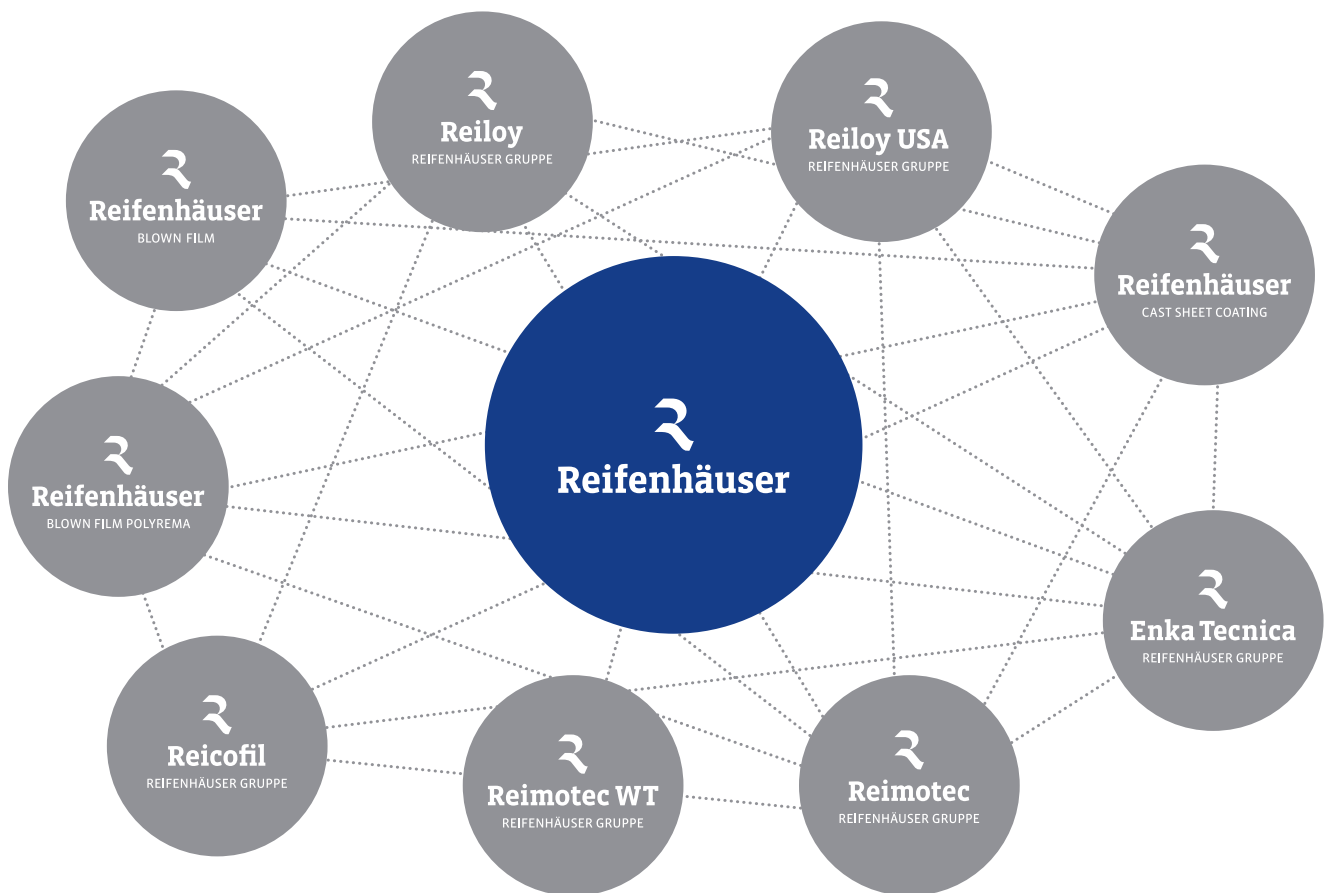 Reiloy
REIFENHÄUSER GRUPPE
Reiloy USA
REIFENHÄUSER GRUPPE
Reifenhäuser
BLOWN FILM
Reifenhäuser
CAST SHEET COATING
Reifenhäuser
Reifenhäuser
BLOWN FILM POLYREMA
Enka Tecnica
REIFENHÄUSER GRUPPE
Reicofil
REIFENHÄUSER GRUPPE
Reimotec WT
REIFENHÄUSER GRUPPE
Reimotec
REIFENHÄUSER GRUPPE